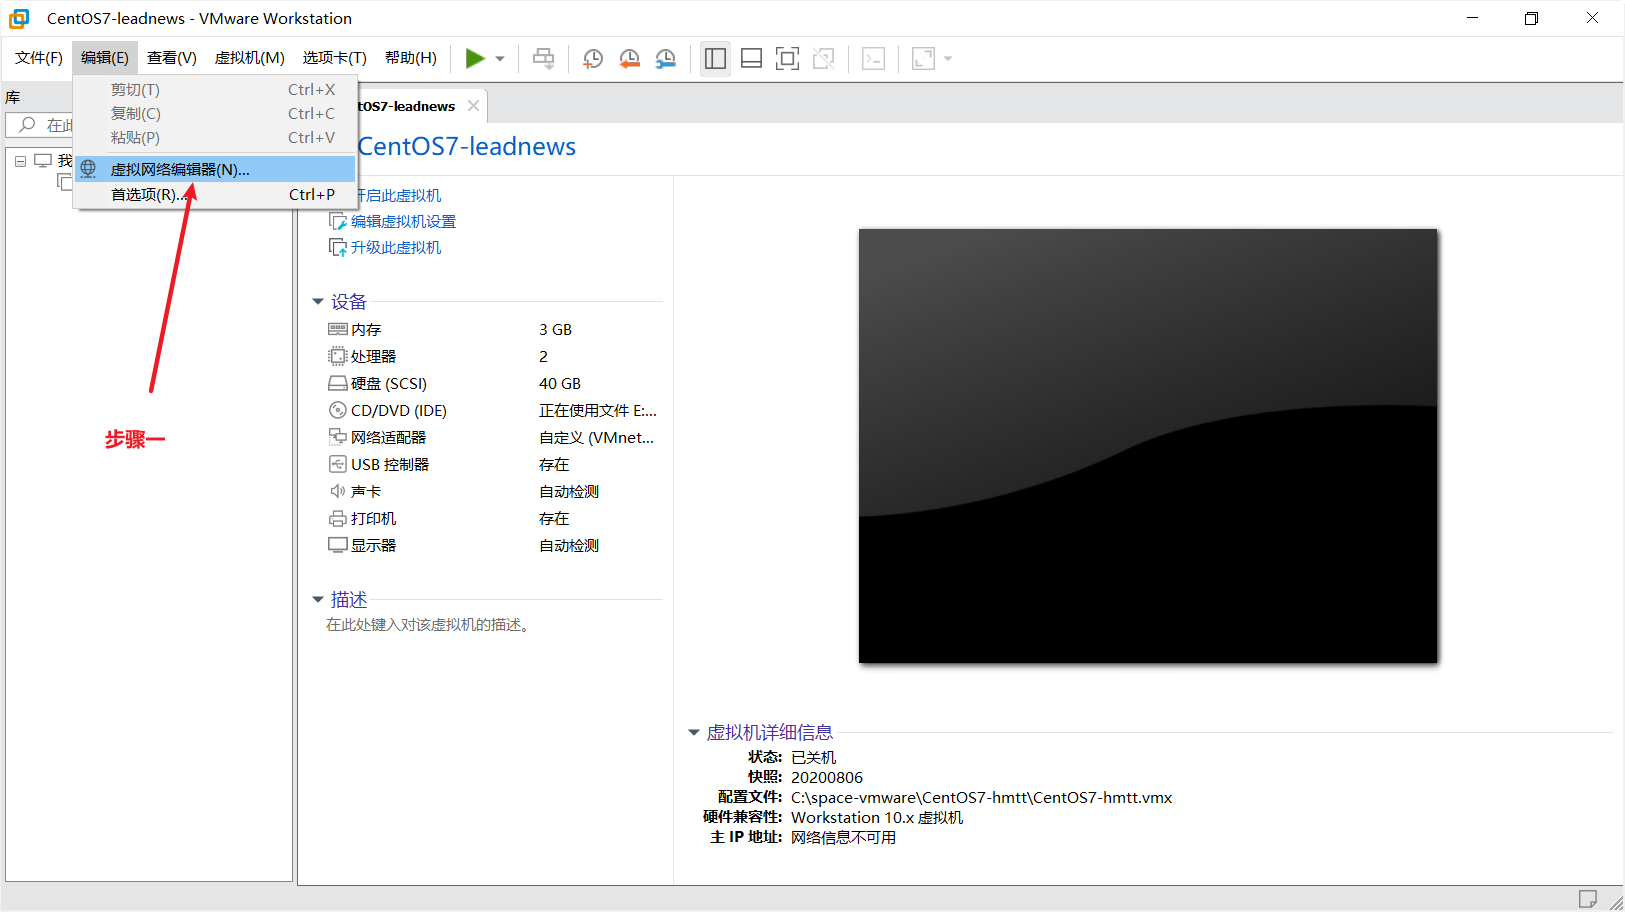 CentOS7-leadnews - VMware Workstation
文件(F) 编辑(E) 查看(V) 虚拟机(M) 选项卡(T) 帮助(H)
剪切(T) Ctrl+X
复制(C) Ctrl+C
粘贴(P) Ctrl+V
虚拟网络编辑器(N)...
首选项(R)... Ctrl+P
库
在此
我
tOS7-leadnews
CentOS7-leadnews
开启此虚拟机
编辑虚拟机设置
升级此虚拟机
步骤一
设备
内存 3 GB
处理器 2
硬盘 (SCSI) 40 GB
CD/DVD (IDE) 正在使用文件 E:...
网络适配器 自定义 (VMnet...
USB 控制器 存在
声卡 自动检测
打印机 存在
显示器 自动检测
描述
在此处键入对该虚拟机的描述。
虚拟机详细信息
状态: 已关机
快照: 20200806
配置文件: C:\space-vmware\CentOS7-hmtt\CentOS7-hmtt.vmx
硬件兼容性: Workstation 10.x 虚拟机
主 IP 地址: 网络信息不可用